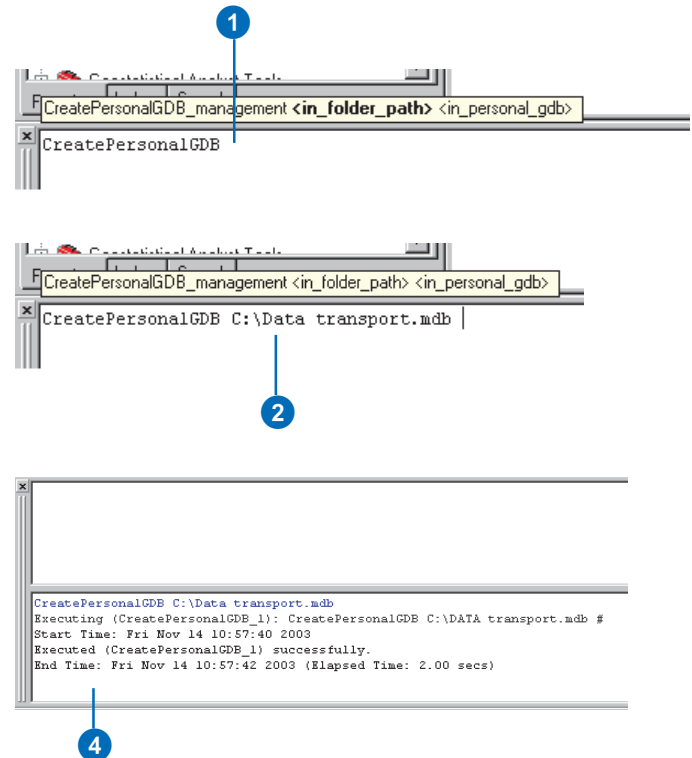 1
CreatePersonalGDB_management <in_folder_path> <in_personal_gdb>
CreatePersonalGDB
CreatePersonalGDB_management <in_folder_path> <in_personal_gdb>
CreatePersonalGDB C:\Data transport.mdb
2
CreatePersonalGDB C:\Data transport.mdb
Executing (CreatePersonalGDB_1): CreatePersonalGDB C:\DATA transport.mdb #
Start Time: Fri Nov 14 10:57:40 2003
Executed (CreatePersonalGDB_1) successfully.
End Time: Fri Nov 14 10:57:42 2003 (Elapsed Time: 2.00 secs)
4